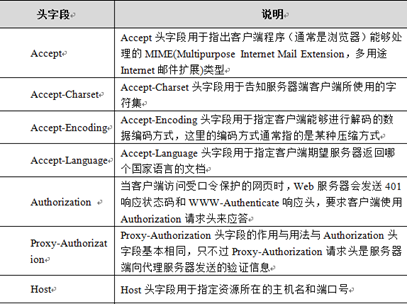 头字段 说明
Accept
Accept 头字段用于指出客户端程序（通常是浏览器）能够处
理的 MIME(Multipurpose Internet Mail Extension，多用途
Internet 邮件扩展)类型
Accept-Charset
Accept-Charset 头字段用于告知服务器端客户端所使用的字
符集
Accept-Encoding
Accept-Encoding 头字段用于指定客户端能够进行解码的数
据编码方式，这里的编码方式通常指的是某种压缩方式
Accept-Language
Accept-Language 头字段用于指定客户端期望服务器返回哪
个国家语言的文档
Authorization
当客户端访问受口令保护的网页时，Web 服务器会发送 401
响应状态码和 WWW-Authenticate 响应头，要求客户端使用
Authorization 请求头来应答
Proxy-Authorizat
ion
Proxy-Authorization 头字段的作用与用法与 Authorization 头
字段基本相同，只不过 Proxy-Authorization 请求头是服务器
端向代理服务器发送的验证信息
Host
Host 头字段用于指定资源所在的主机名和端口号